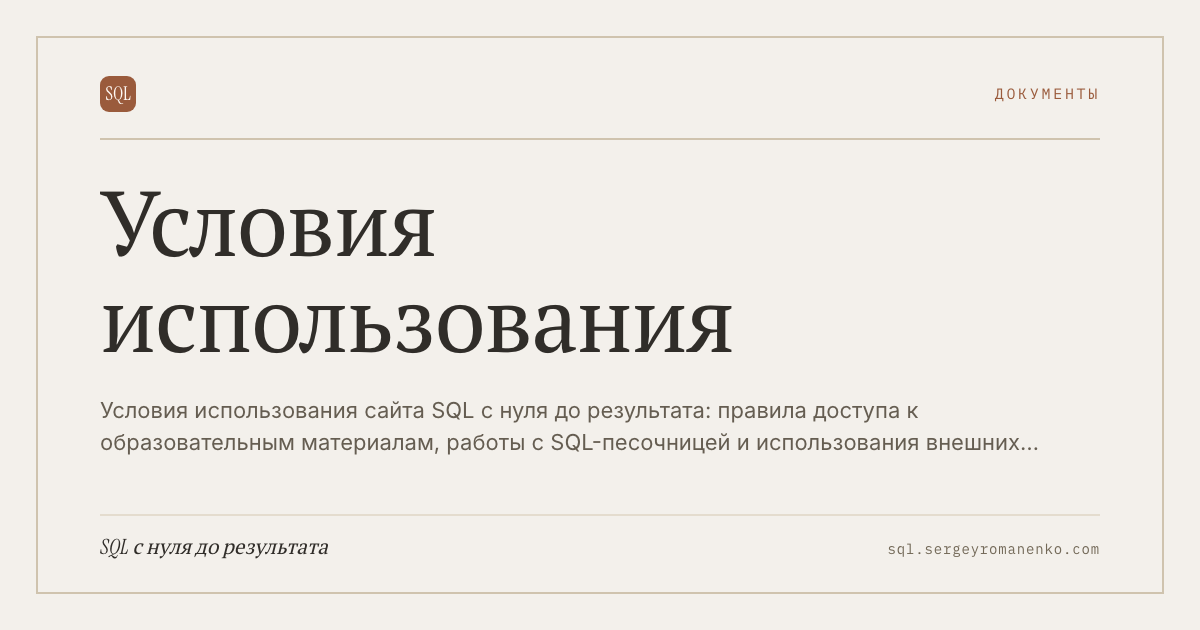 SQL
ДОКУМЕНТЫ
Условия
использования
Условия использования сайта SQL с нуля до результата: правила доступа к
образовательным материалам, работы с SQL-песочницей и использования внешних...
SQL с нуля до результата
sql.sergeyromanenko.com